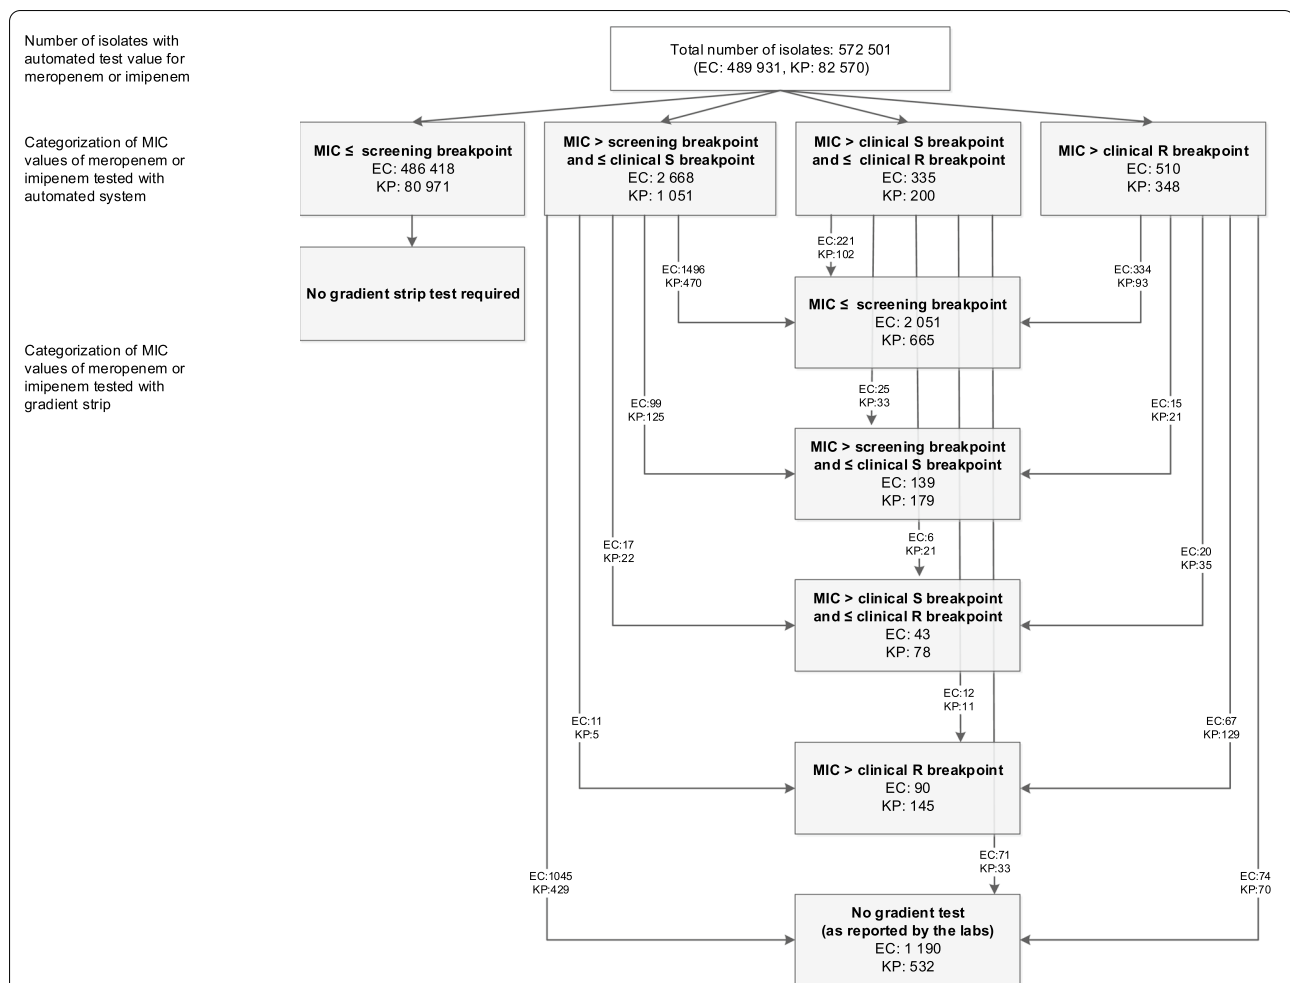 Number of isolates with
automated test value for
meropenem or imipenem
Total number of isolates: 572 501
(EC: 489 931, KP: 82 570)
Categorization of MIC
values of meropenem or
imipenem tested with
automated system
MIC ≤ screening breakpoint
EC: 486 418
KP: 80 971
MIC > screening breakpoint
and ≤ clinical S breakpoint
EC: 2 668
KP: 1 051
MIC > clinical S breakpoint
and ≤ clinical R breakpoint
EC: 335
KP: 200
MIC > clinical R breakpoint
EC: 510
KP: 348
No gradient strip test required
EC:221
KP:102
EC:1496
KP:470
EC:334
KP:93
MIC ≤ screening breakpoint
EC: 2 051
KP: 665
Categorization of MIC
values of meropenem or
imipenem tested with
gradient strip
EC:25
KP:33
EC:99
KP:125
EC:15
KP:21
MIC > screening breakpoint
and ≤ clinical S breakpoint
EC: 139
KP: 179
EC:6
KP:21
EC:17
KP:22
EC:20
KP:35
MIC > clinical S breakpoint
and ≤ clinical R breakpoint
EC: 43
KP: 78
EC:12
KP:11
EC:11
KP:5
EC:67
KP:129
MIC > clinical R breakpoint
EC: 90
KP: 145
EC:71
KP:33
EC:1045
KP:429
EC:74
KP:70
No gradient test
(as reported by the labs)
EC: 1 190
KP: 532